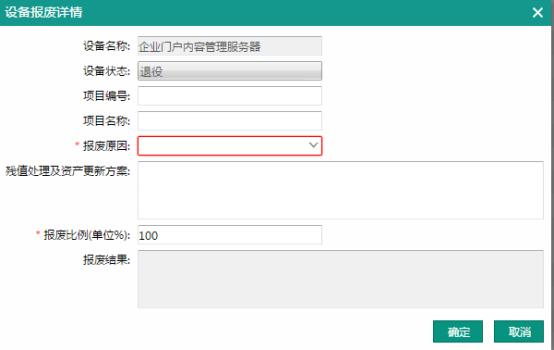 设备报废详情
设备名称: 企业门户内容管理服务器
设备状态: 退役
项目编号:
项目名称:
* 报废原因:
残值处理及资产更新方案:
* 报废比例(单位%): 100
报废结果:
确定 取消